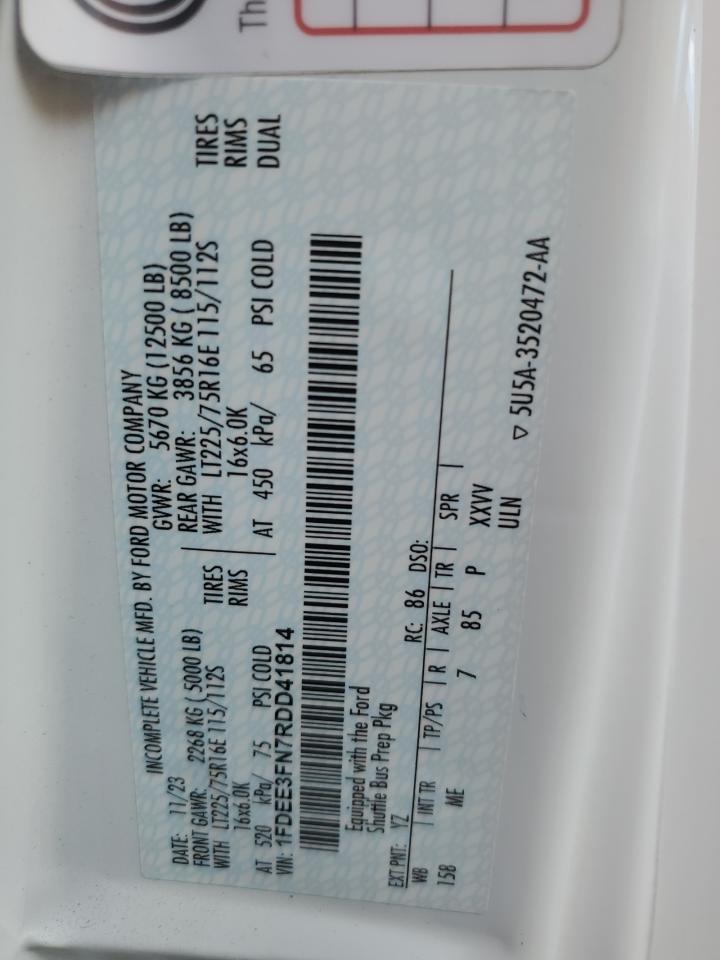 Th
INCOMPLETE VEHICLE MFD. BY FORD MOTOR COMPANY
DATE: 11/23 GVWR: 5670 KG (12500 LB)
FRONT GAWR: 2268 KG ( 5000 LB) REAR GAWR: 3856 KG ( 8500 LB)
WITH LT225/75R16E 115/112S TIRES WITH LT225/75R16E 115/112S TIRES
16x6.0K RIMS 16x6.0K RIMS
AT 520 kPa/ 75 PSI COLD AT 450 kPa/ 65 PSI COLD DUAL
VIN: 1FDEE3FN7RDD41814
Equipped with the Ford
Shuttle Bus Prep Pkg
EXT PNT: YZ RC: 86 DSO:
WB INT TR TP/PS R AXLE TR SPR
158 ME 7 85 P XXVV
ULN
▽ 5U5A-3520472-AA